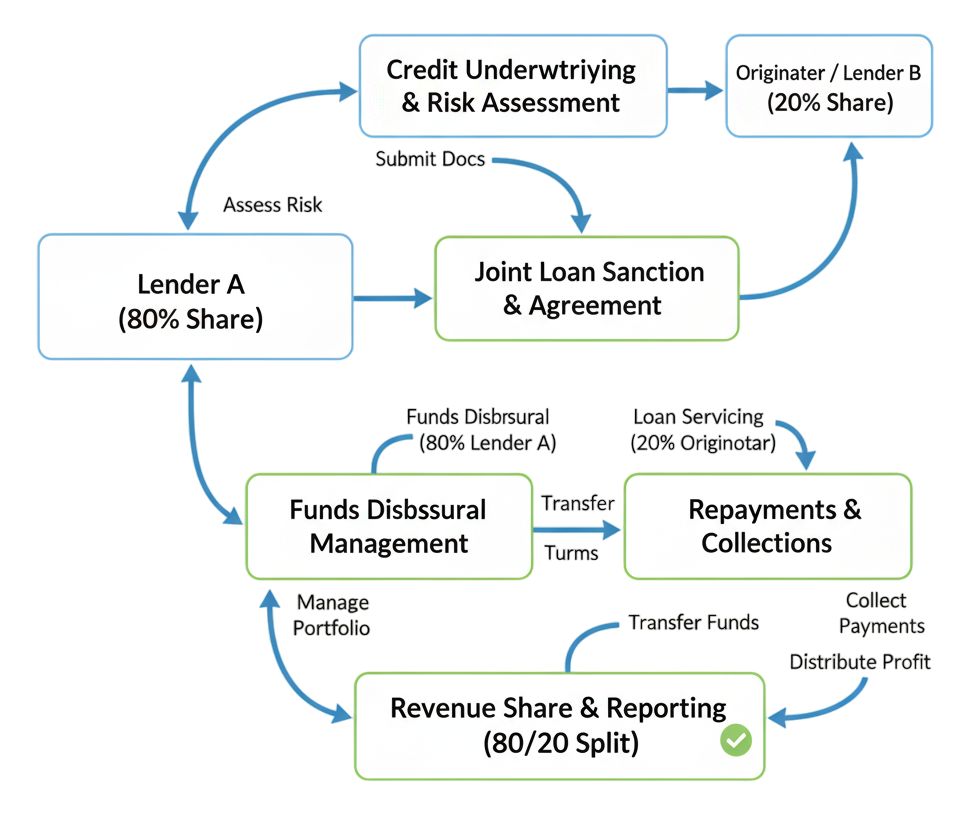 Credit Underwtriying
& Risk Assessment
Originater / Lender B
(20% Share)
Submit Docs
Assess Risk
Lender A
(80% Share)
Joint Loan Sanction
& Agreement
Funds Disbrsural
(80% Lender A)
Loan Servicing
(20% Originotar)
Funds Disbssural
Management
Transfer
Turms
Repayments &
Collections
Manage
Portfolio
Collect
Payments
Transfer Funds
Distribute Profit
Revenue Share & Reporting
(80/20 Split)